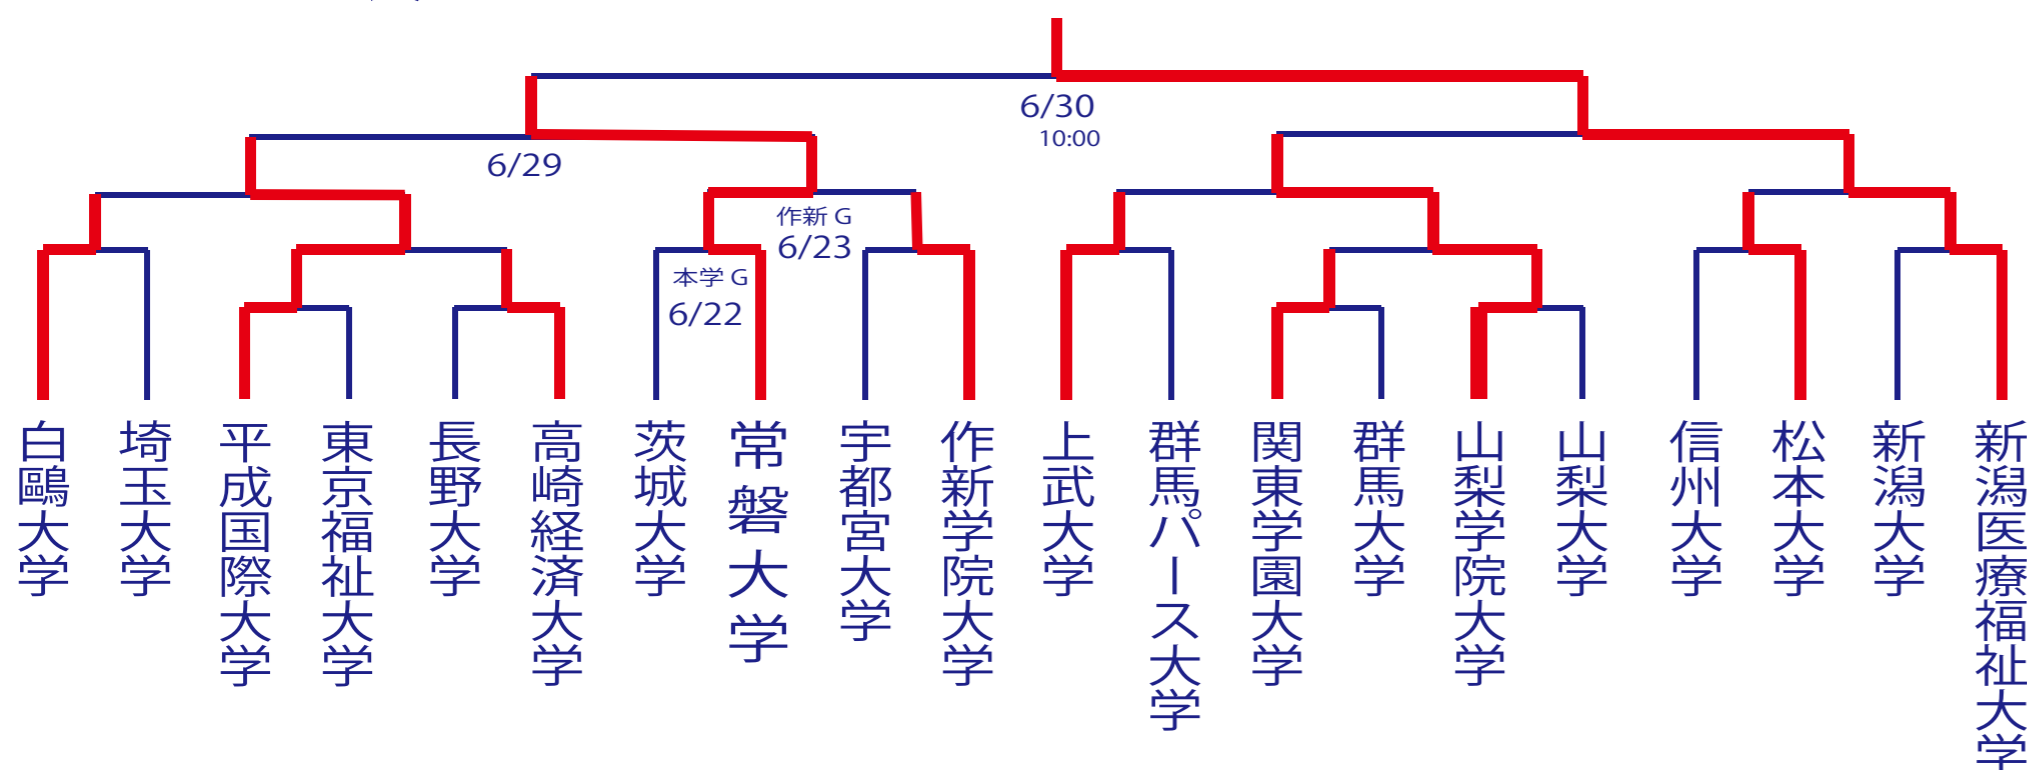 6/30
10:00
6/29
作新 G
6/23
本学 G
6/22
白鷗大学
埼玉大学
平成国際大学
東京福祉大学
長野大学
高崎経済大学
茨城大学
常磐大学
宇都宮大学
作新学院大学
上武大学
群馬パース大学
関東学園大学
群馬大学
山梨学院大学
山梨大学
信州大学
松本大学
新潟大学
新潟医療福祉大学